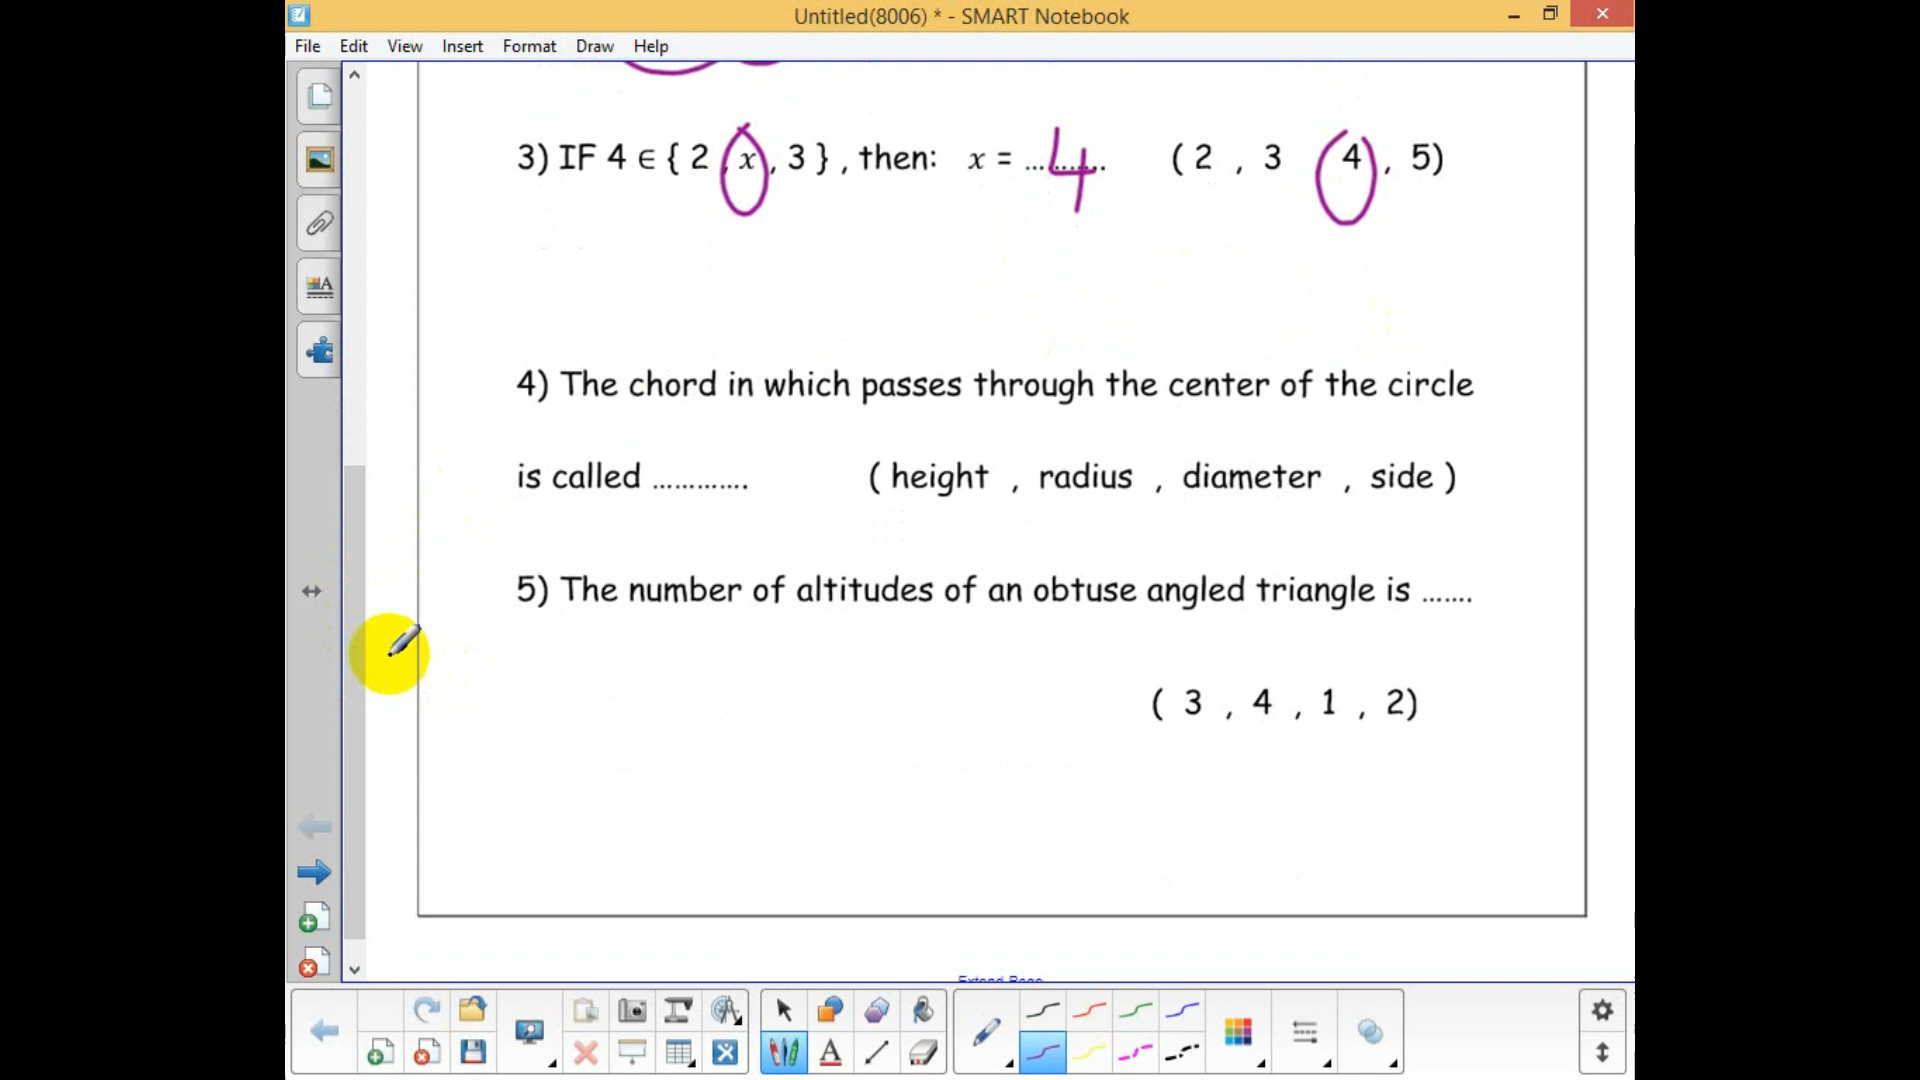 Untitled(8006) * - SMART Notebook
File Edit View Insert Format Draw Help
3) IF 4 ∈ { 2 , x , 3 } , then: x = ........... 4 ( 2 , 3 4 , 5)
4) The chord in which passes through the center of the circle
is called ............. ( height , radius , diameter , side )
5) The number of altitudes of an obtuse angled triangle is .......
( 3 , 4 , 1 , 2)
Extend Page